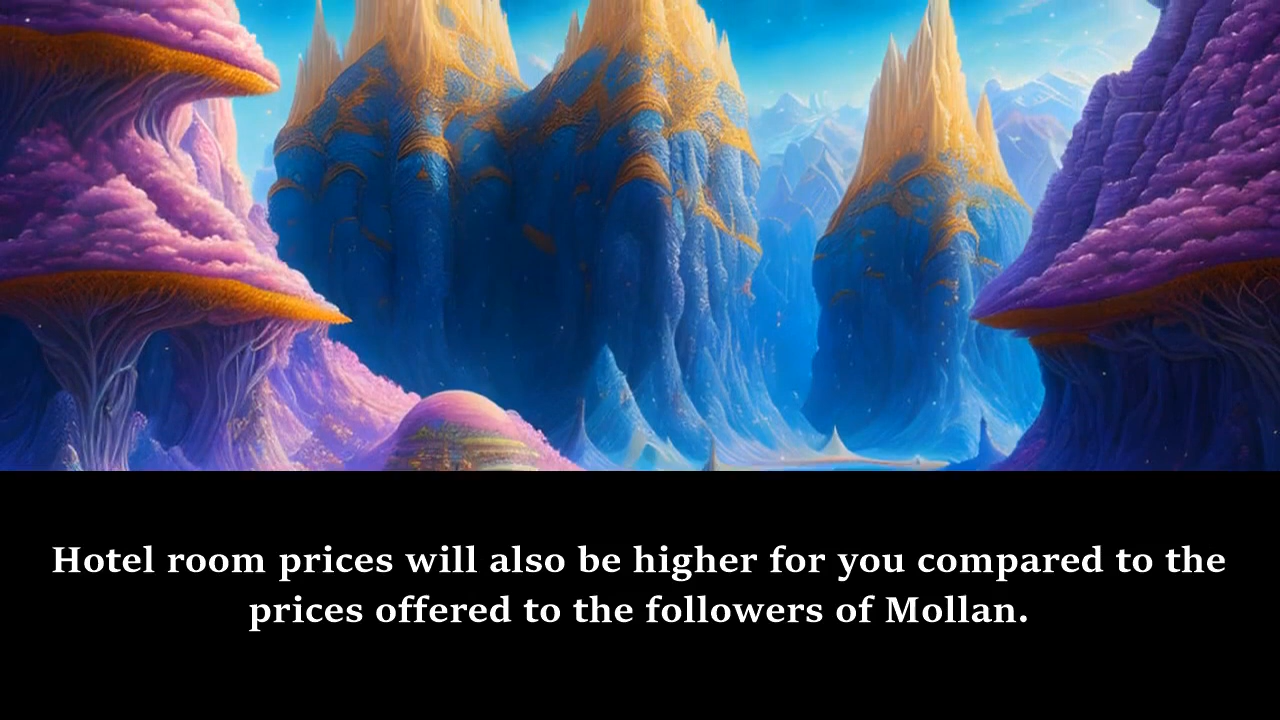 Hotel room prices will also be higher for you compared to the
prices offered to the followers of Mollan.